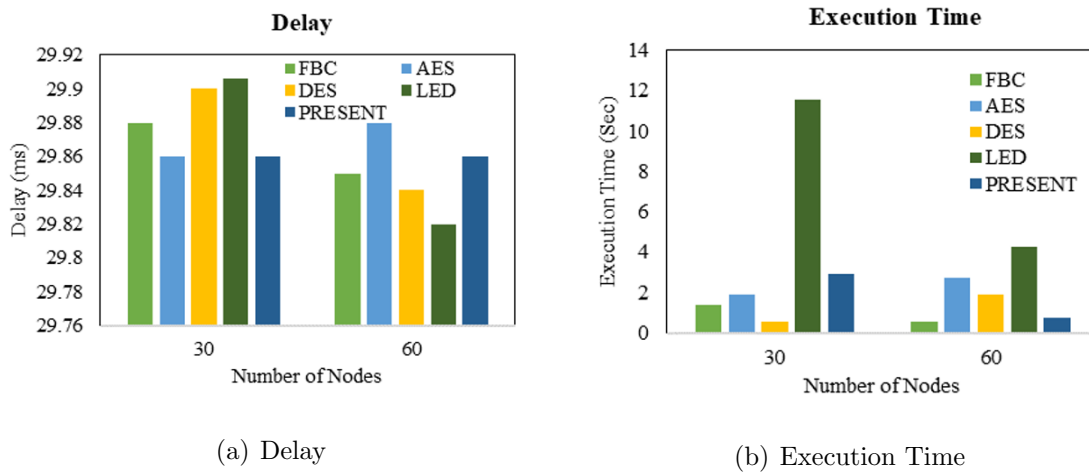 Delay
29.92
29.9
29.88
29.86
29.84
29.82
29.8
29.78
29.76
Delay (ms)
FBC AES
DES LED
PRESENT
30 60
Number of Nodes
(a) Delay
Execution Time
14
12
10
8
6
4
2
0
Execution Time (Sec)
FBC
AES
DES
LED
PRESENT
30 60
Number of Nodes
(b) Execution Time